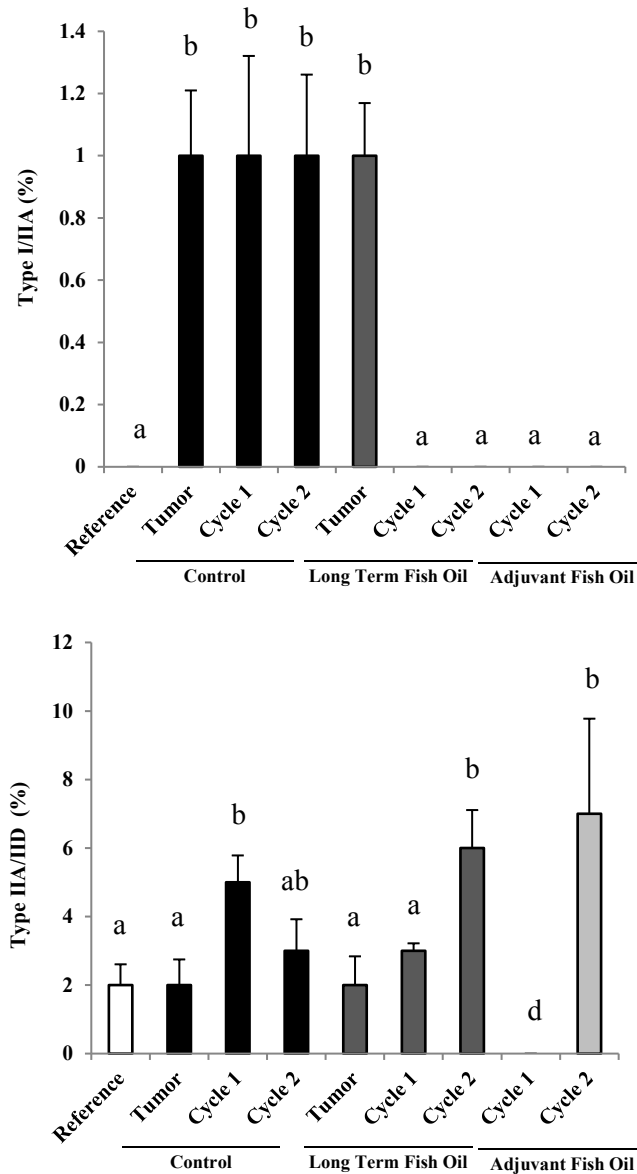 Type I/IIA (%)
1.4
1.2
1
0.8
0.6
0.4
0.2
0
a b b b b a a a a
Reference Tumor Cycle 1 Cycle 2 Tumor Cycle 1 Cycle 2 Cycle 1 Cycle 2
Control Long Term Fish Oil Adjuvant Fish Oil
Type IIA/IID (%)
12
10
8
6
4
2
0
a a b ab a a b d b
Reference Tumor Cycle 1 Cycle 2 Tumor Cycle 1 Cycle 2 Cycle 1 Cycle 2
Control Long Term Fish Oil Adjuvant Fish Oil